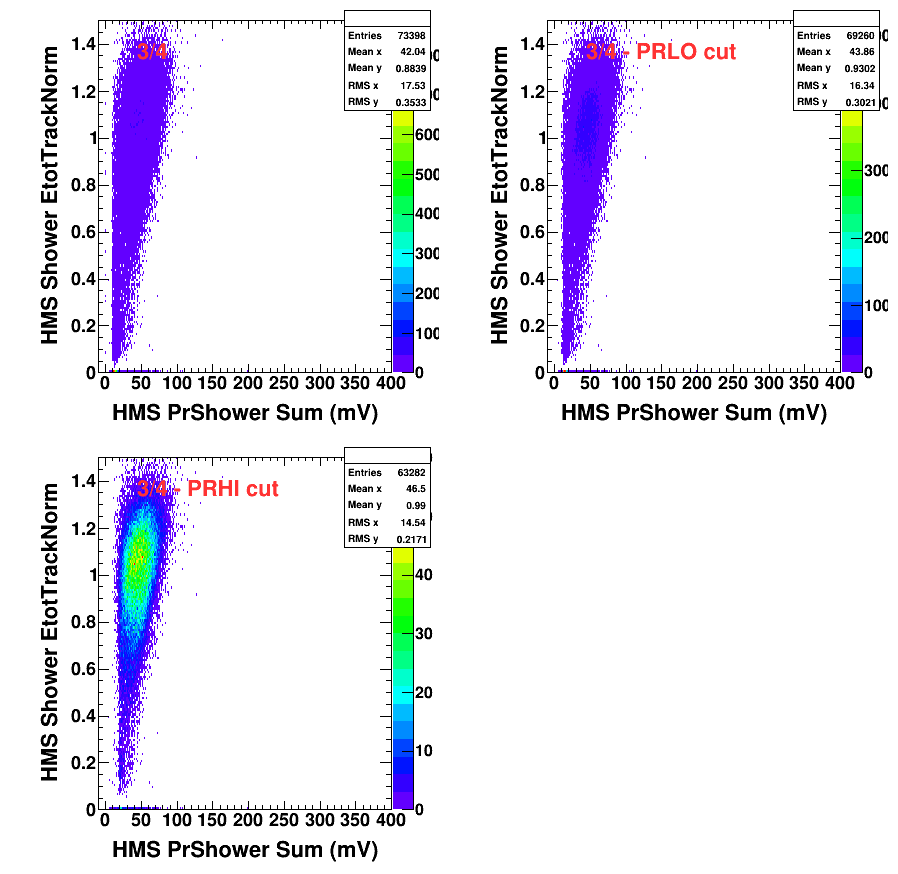 3/4
Entries 73398
Mean x 42.04
Mean y 0.8839
RMS x 17.53
RMS y 0.3533
HMS Shower EtotTrackNorm
1.4
1.2
1
0.8
0.6
0.4
0.2
0
0 50 100 150 200 250 300 350 400
HMS PrShower Sum (mV)
600
500
400
300
200
100
0
3/4 - PRLO cut
Entries 69260
Mean x 43.86
Mean y 0.9302
RMS x 16.34
RMS y 0.3021
HMS Shower EtotTrackNorm
1.4
1.2
1
0.8
0.6
0.4
0.2
0
0 50 100 150 200 250 300 350 400
HMS PrShower Sum (mV)
300
200
100
0
3/4 - PRHI cut
Entries 63282
Mean x 46.5
Mean y 0.99
RMS x 14.54
RMS y 0.2171
HMS Shower EtotTrackNorm
1.4
1.2
1
0.8
0.6
0.4
0.2
0
0 50 100 150 200 250 300 350 400
HMS PrShower Sum (mV)
40
30
20
10
0